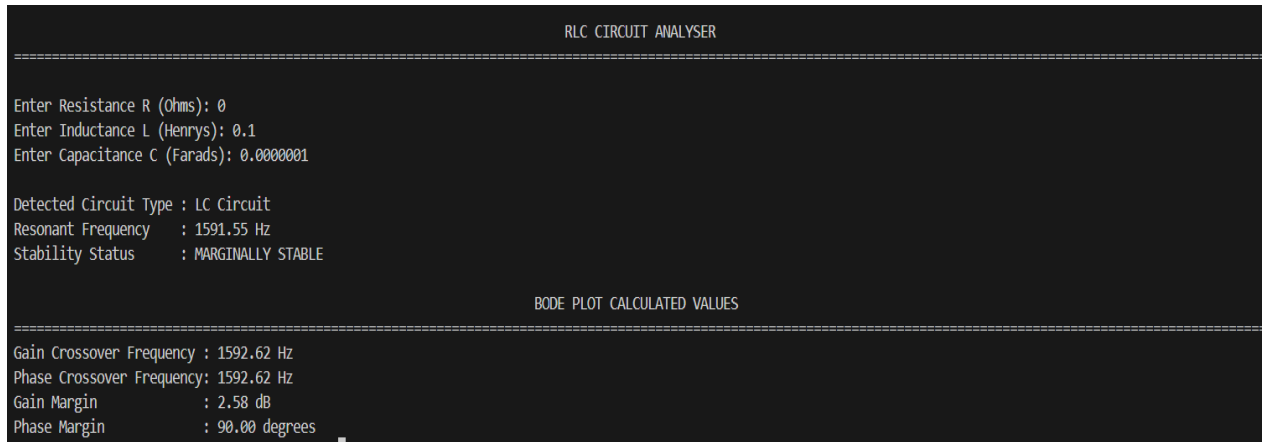 RLC CIRCUIT ANALYSER
================================================================================================================================================================
Enter Resistance R (Ohms): 0
Enter Inductance L (Henrys): 0.1
Enter Capacitance C (Farads): 0.0000001
Detected Circuit Type : LC Circuit
Resonant Frequency    : 1591.55 Hz
Stability Status      : MARGINALLY STABLE
BODE PLOT CALCULATED VALUES
================================================================================================================================================================
Gain Crossover Frequency : 1592.62 Hz
Phase Crossover Frequency: 1592.62 Hz
Gain Margin              : 2.58 dB
Phase Margin             : 90.00 degrees